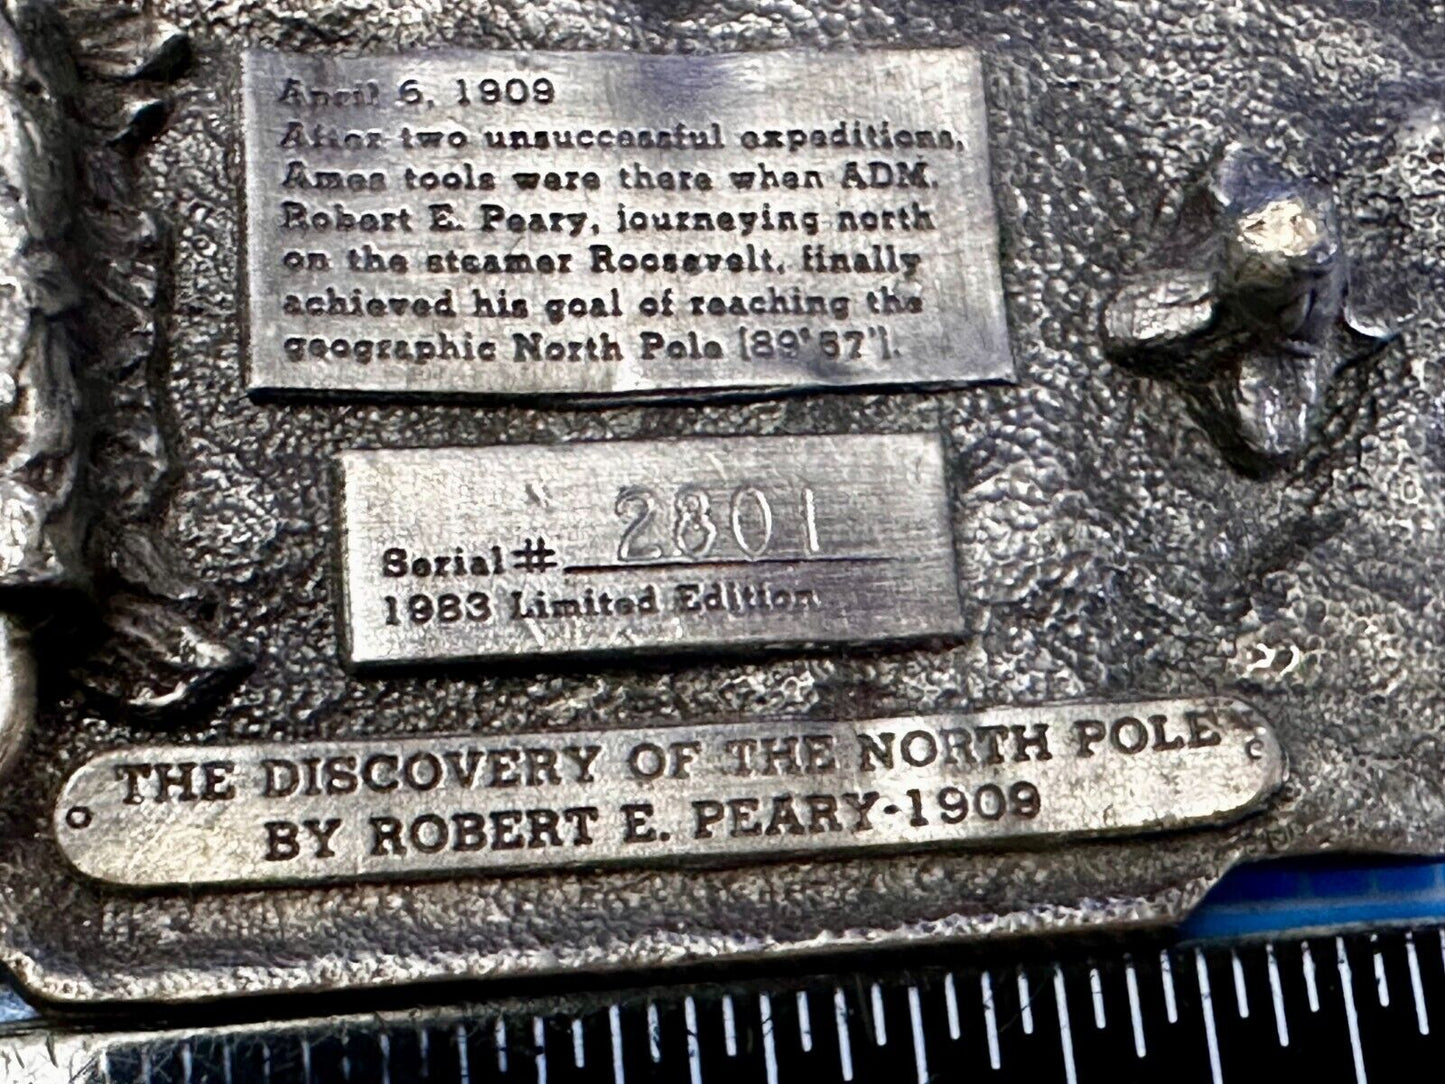 April 6, 1909
After two unsuccessful expeditions,
Ames tools were there when ADM.
Robert E. Peary, journeying north
on the steamer Roosevelt, finally
achieved his goal of reaching the
geographic North Pole [89° 57'].
Serial # 2801
1983 Limited Edition
THE DISCOVERY OF THE NORTH POLE
BY ROBERT E. PEARY-1909